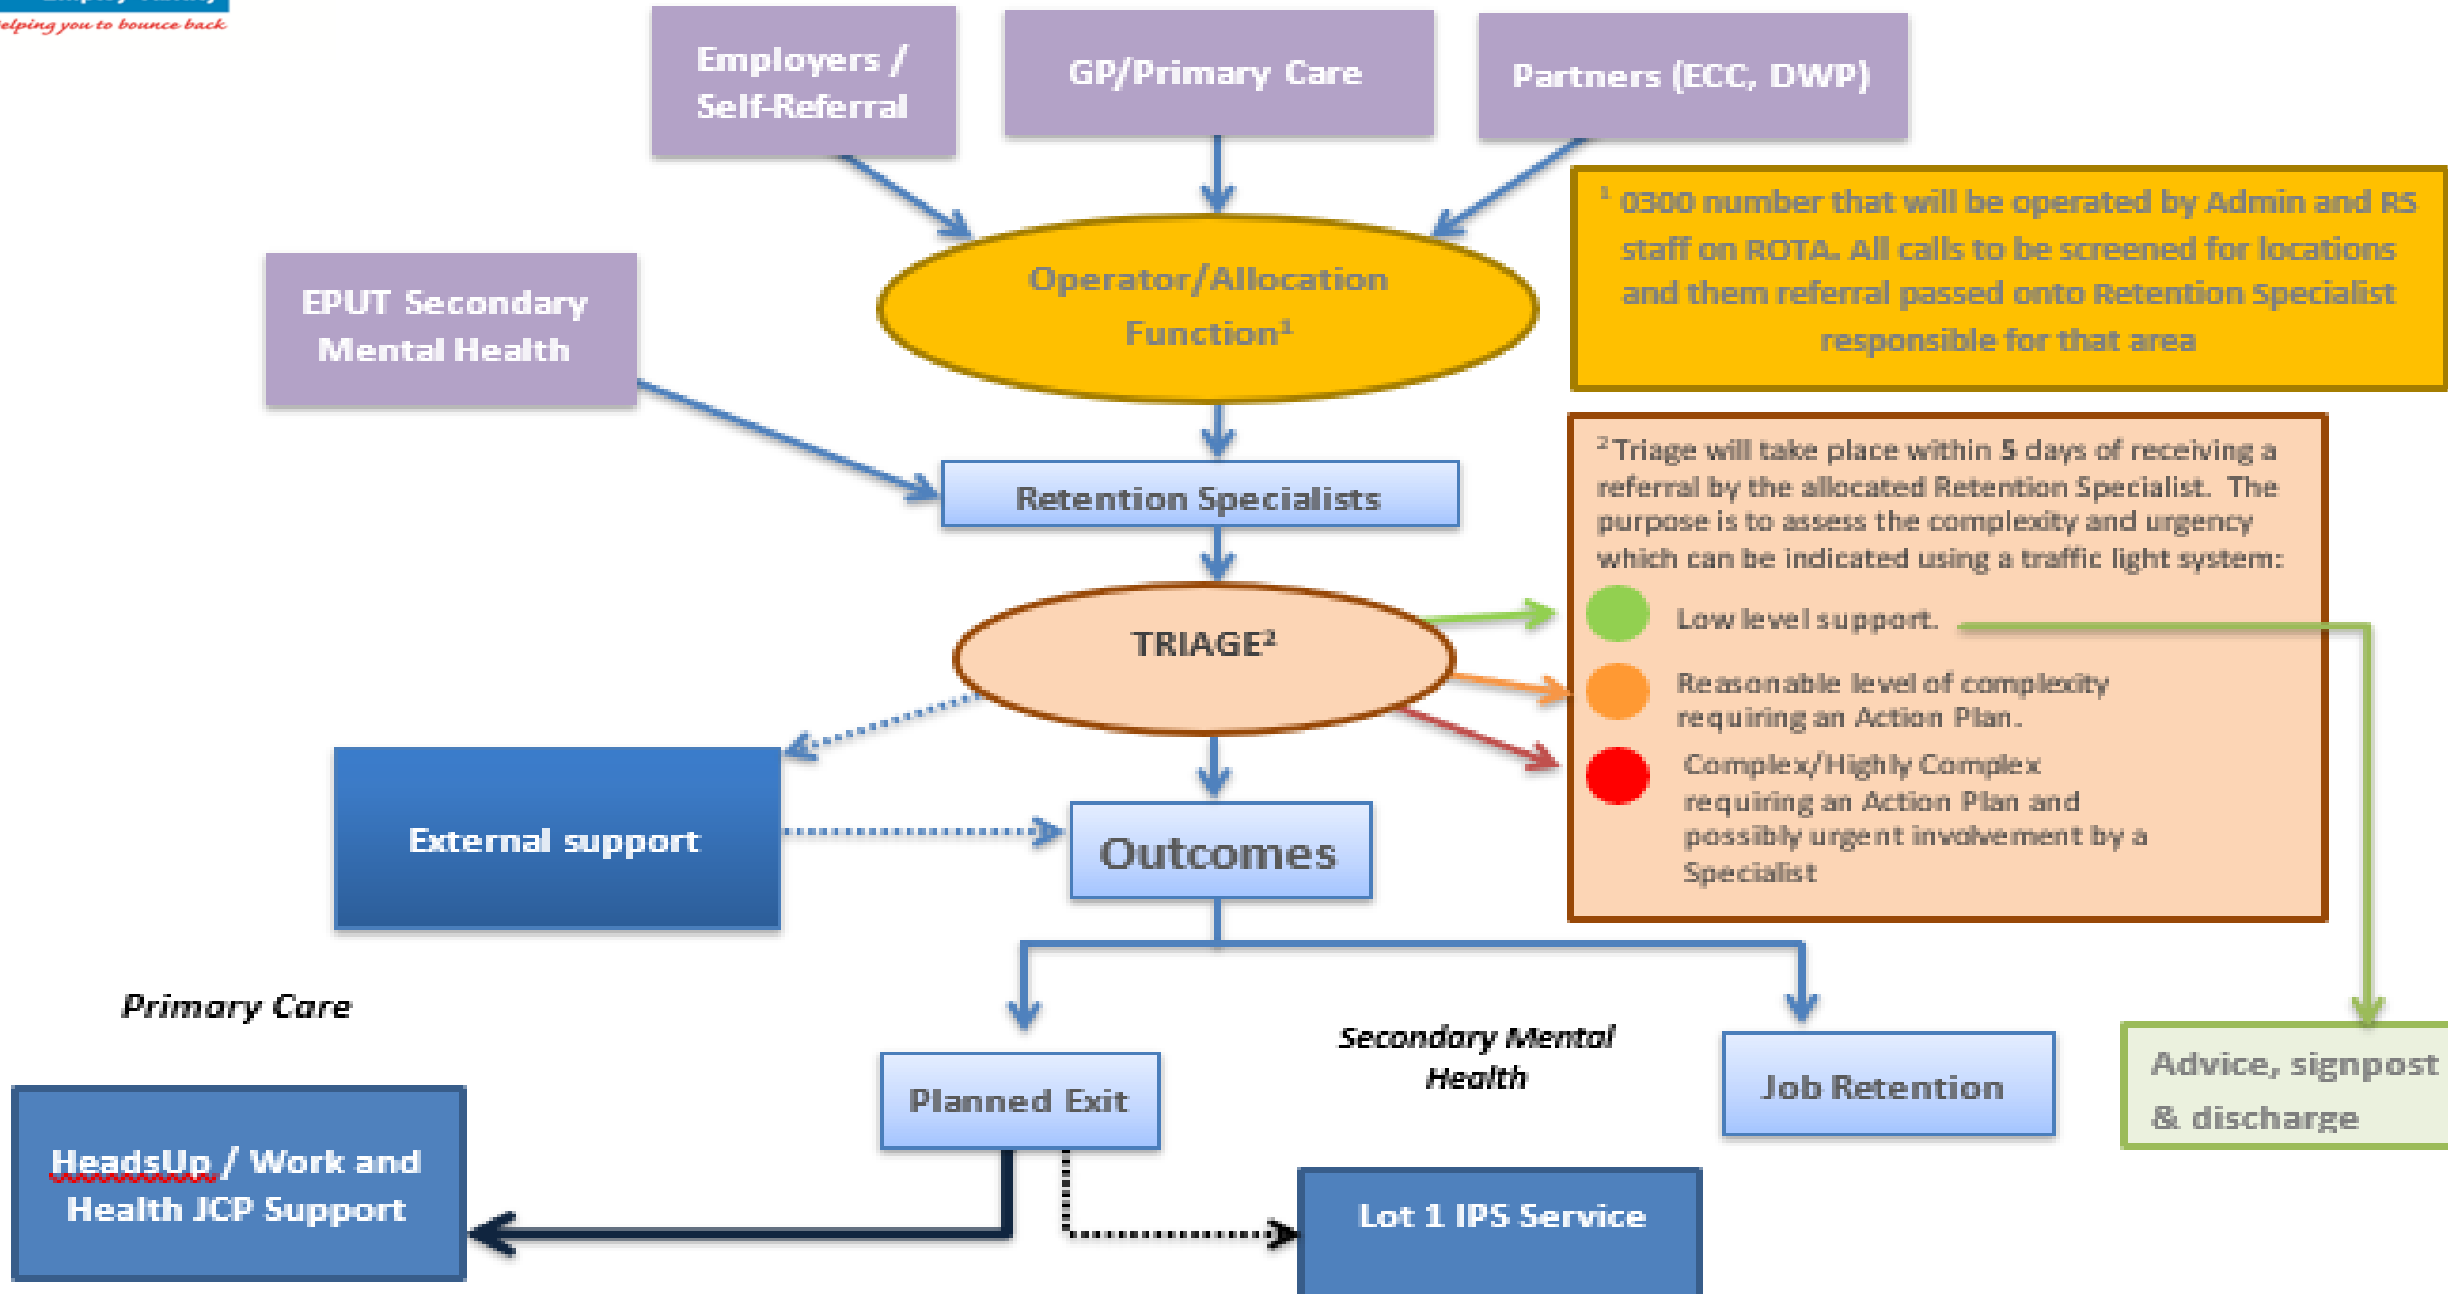 elping you to bounce back
Employers /
Self-Referral
GP/Primary Care
Partners (ECC, DWP)
¹ 0300 number that will be operated by Admin and RS
staff on ROTA. All calls to be screened for locations
and them referral passed onto Retention Specialist
responsible for that area
Operator/Allocation
Function¹
EPUT Secondary
Mental Health
Retention Specialists
² Triage will take place within 5 days of receiving a
referral by the allocated Retention Specialist. The
purpose is to assess the complexity and urgency
which can be indicated using a traffic light system:
Low level support.
Reasonable level of complexity
requiring an Action Plan.
Complex/Highly Complex
requiring an Action Plan and
possibly urgent involvement by a
Specialist
TRIAGE²
External support
Outcomes
Primary Care
Secondary Mental
Health
Planned Exit
Job Retention
Advice, signpost
& discharge
HeadsUp / Work and
Health JCP Support
Lot 1 IPS Service